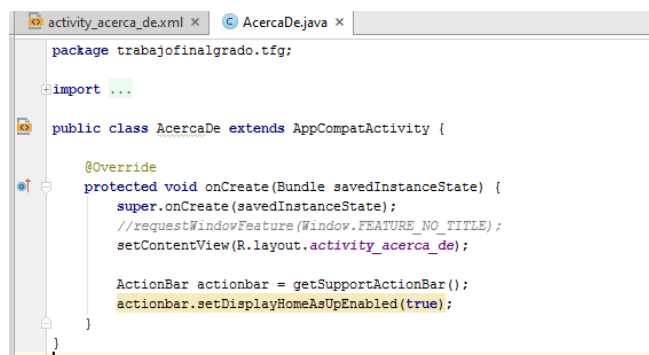 activity_acerca_de.xml × AcercaDe.java ×
package trabajofinalgrado.tfg;
import ...
public class AcercaDe extends AppCompatActivity {
@Override
protected void onCreate(Bundle savedInstanceState) {
super.onCreate(savedInstanceState);
//requestWindowFeature(Window.FEATURE_NO_TITLE);
setContentView(R.layout.activity_acerca_de);
ActionBar actionbar = getSupportActionBar();
actionbar.setDisplayHomeAsUpEnabled(true);
}
}